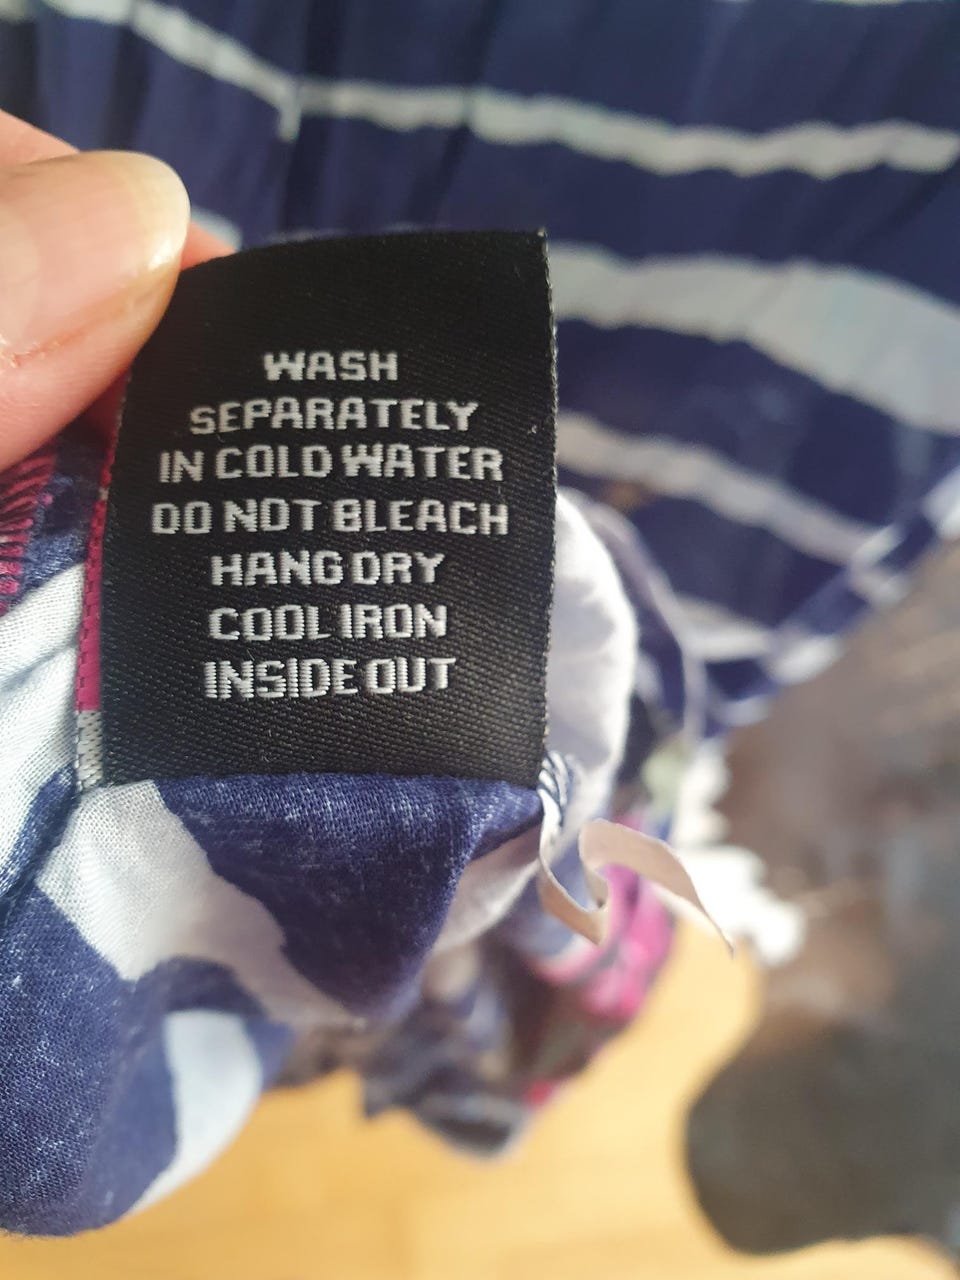 WASH
SEPARATELY
IN COLD WATER
DO NOT BLEACH
HANG DRY
COOL IRON
INSIDE OUT